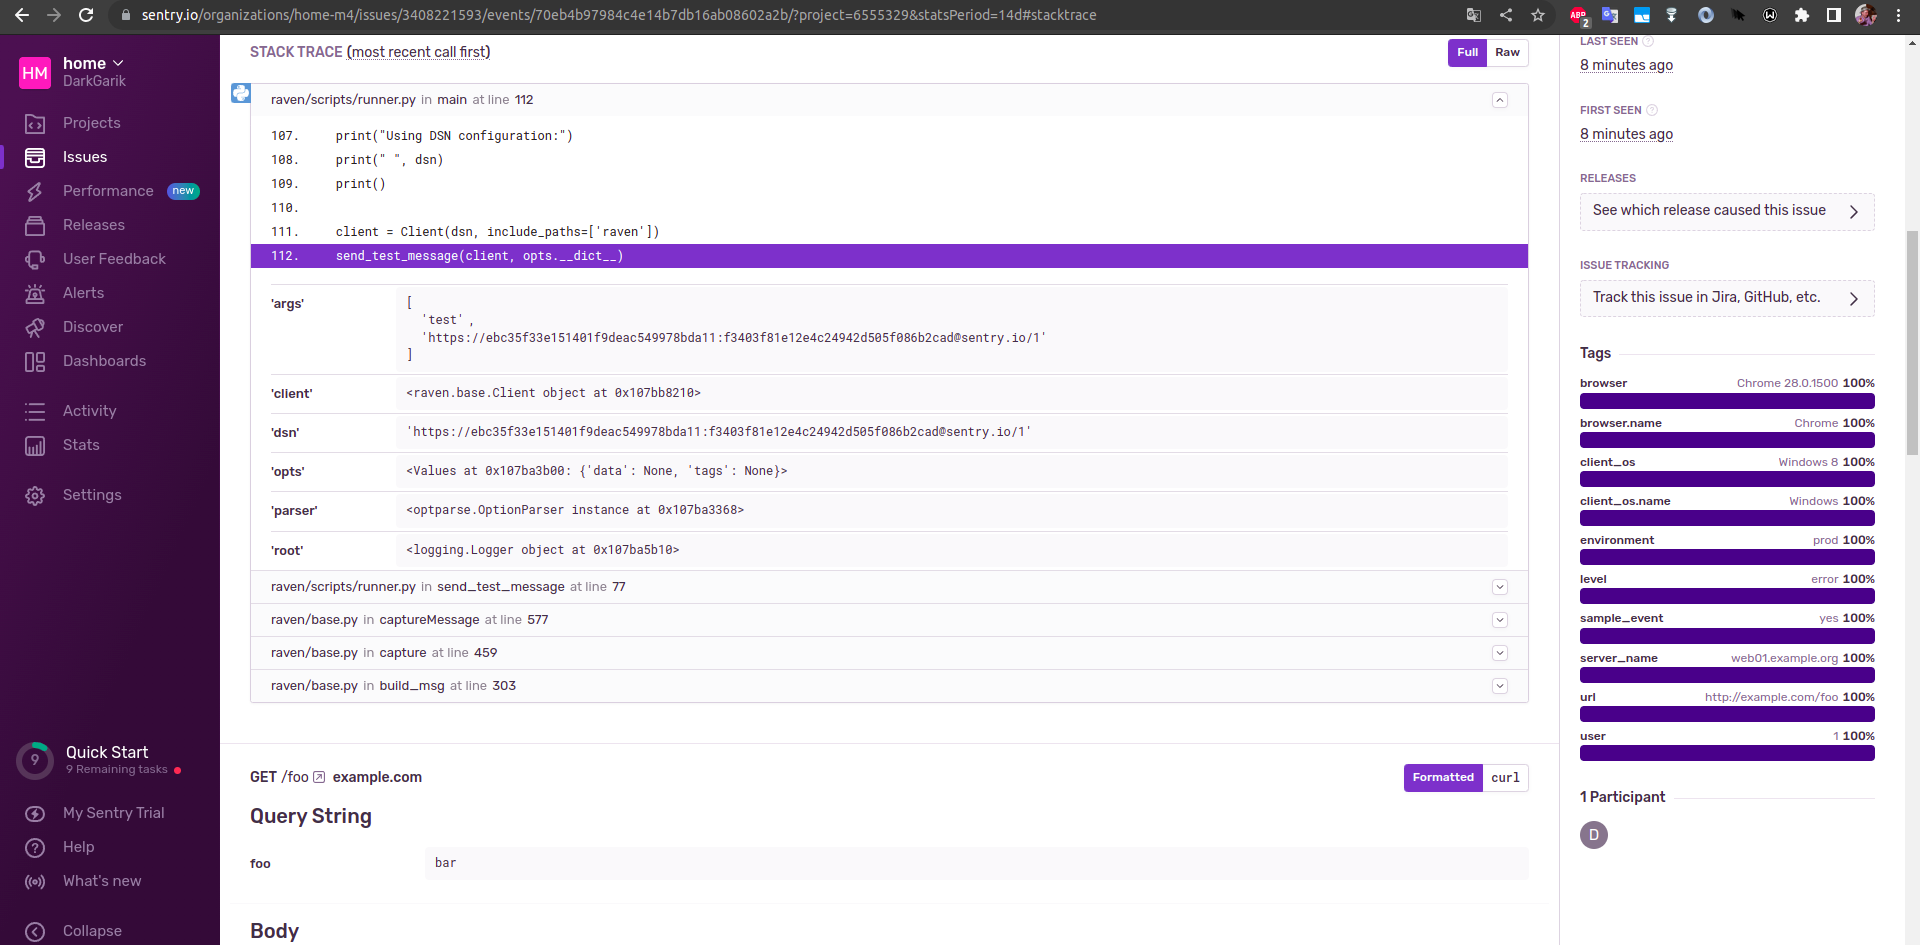 sentry.io/organizations/home-m4/issues/3408221593/events/70eb4b97984c4e14b7db16ab08602a2b/?project=6555329&statsPeriod=14d#stacktrace
ABP
2
HM
home
DarkGarik
Projects
Issues
Performance new
Releases
User Feedback
Alerts
Discover
Dashboards
Activity
Stats
Settings
9
Quick Start
9 Remaining tasks
My Sentry Trial
Help
What's new
Collapse
STACK TRACE (most recent call first)
Full Raw
raven/scripts/runner.py in main at line 112
107. print("Using DSN configuration:")
108. print(" ", dsn)
109. print()
110.
111. client = Client(dsn, include_paths=['raven'])
112. send_test_message(client, opts.__dict__)
'args' [
'test' ,
'https://ebc35f33e151401f9deac549978bda11:f3403f81e12e4c24942d505f086b2cad@sentry.io/1'
]
'client' <raven.base.Client object at 0x107bb8210>
'dsn' 'https://ebc35f33e151401f9deac549978bda11:f3403f81e12e4c24942d505f086b2cad@sentry.io/1'
'opts' <Values at 0x107ba3b00: {'data': None, 'tags': None}>
'parser' <optparse.OptionParser instance at 0x107ba3368>
'root' <logging.Logger object at 0x107ba5b10>
raven/scripts/runner.py in send_test_message at line 77
raven/base.py in captureMessage at line 577
raven/base.py in capture at line 459
raven/base.py in build_msg at line 303
GET /foo example.com
Formatted curl
Query String
foo bar
Body
LAST SEEN
8 minutes ago
FIRST SEEN
8 minutes ago
RELEASES
See which release caused this issue
ISSUE TRACKING
Track this issue in Jira, GitHub, etc.
Tags
browser Chrome 28.0.1500 100%
browser.name Chrome 100%
client_os Windows 8 100%
client_os.name Windows 100%
environment prod 100%
level error 100%
sample_event yes 100%
server_name web01.example.org 100%
url http://example.com/foo 100%
user 1 100%
1 Participant
D